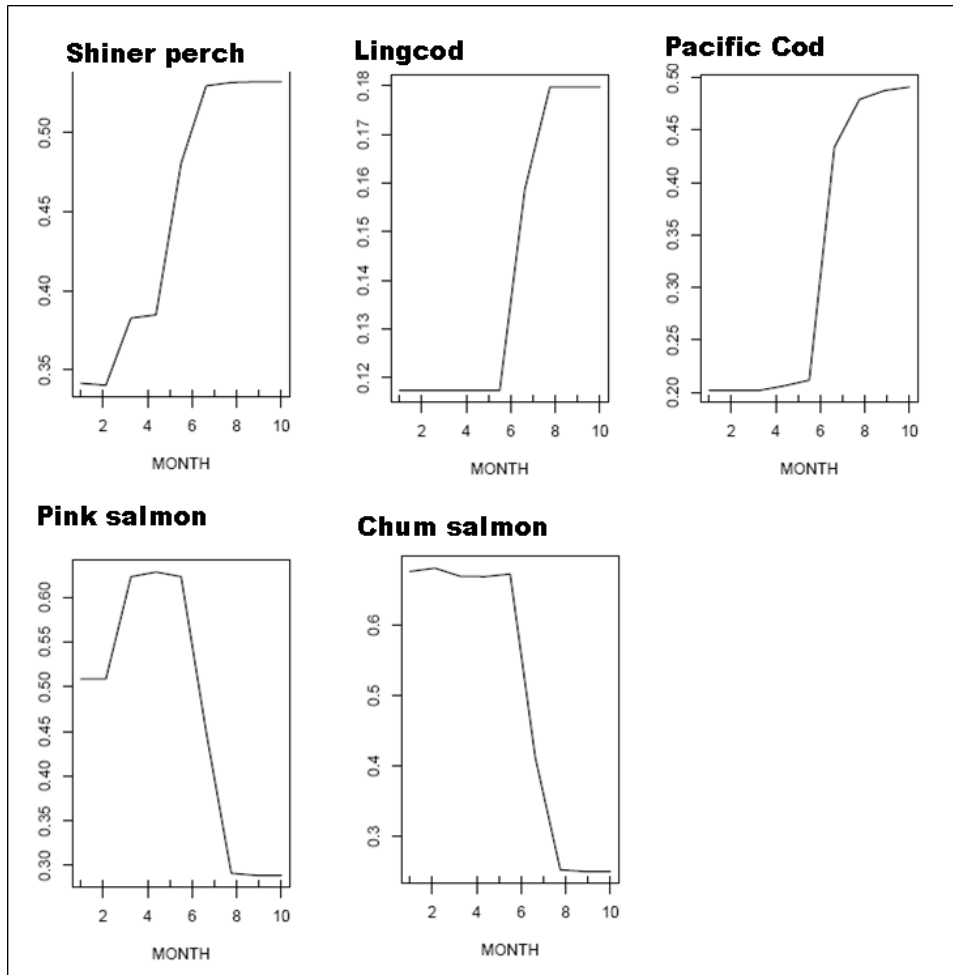 Shiner perch
0.50
0.45
0.40
0.35
2 4 6 8 10
MONTH
Lingcod
0.18
0.17
0.16
0.15
0.14
0.13
0.12
2 4 6 8 10
MONTH
Pacific Cod
0.50
0.45
0.40
0.35
0.30
0.25
0.20
2 4 6 8 10
MONTH
Pink salmon
0.60
0.55
0.50
0.45
0.40
0.35
0.30
2 4 6 8 10
MONTH
Chum salmon
0.6
0.5
0.4
0.3
2 4 6 8 10
MONTH